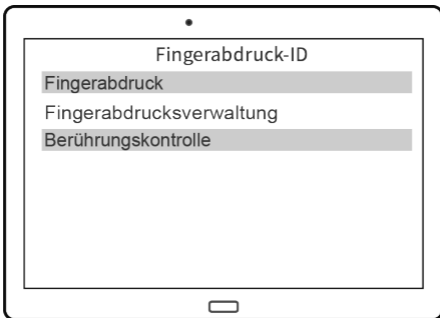 Fingerabdruck-ID
Fingerabdruck
Fingerabdrucksverwaltung
Berührungskontrolle